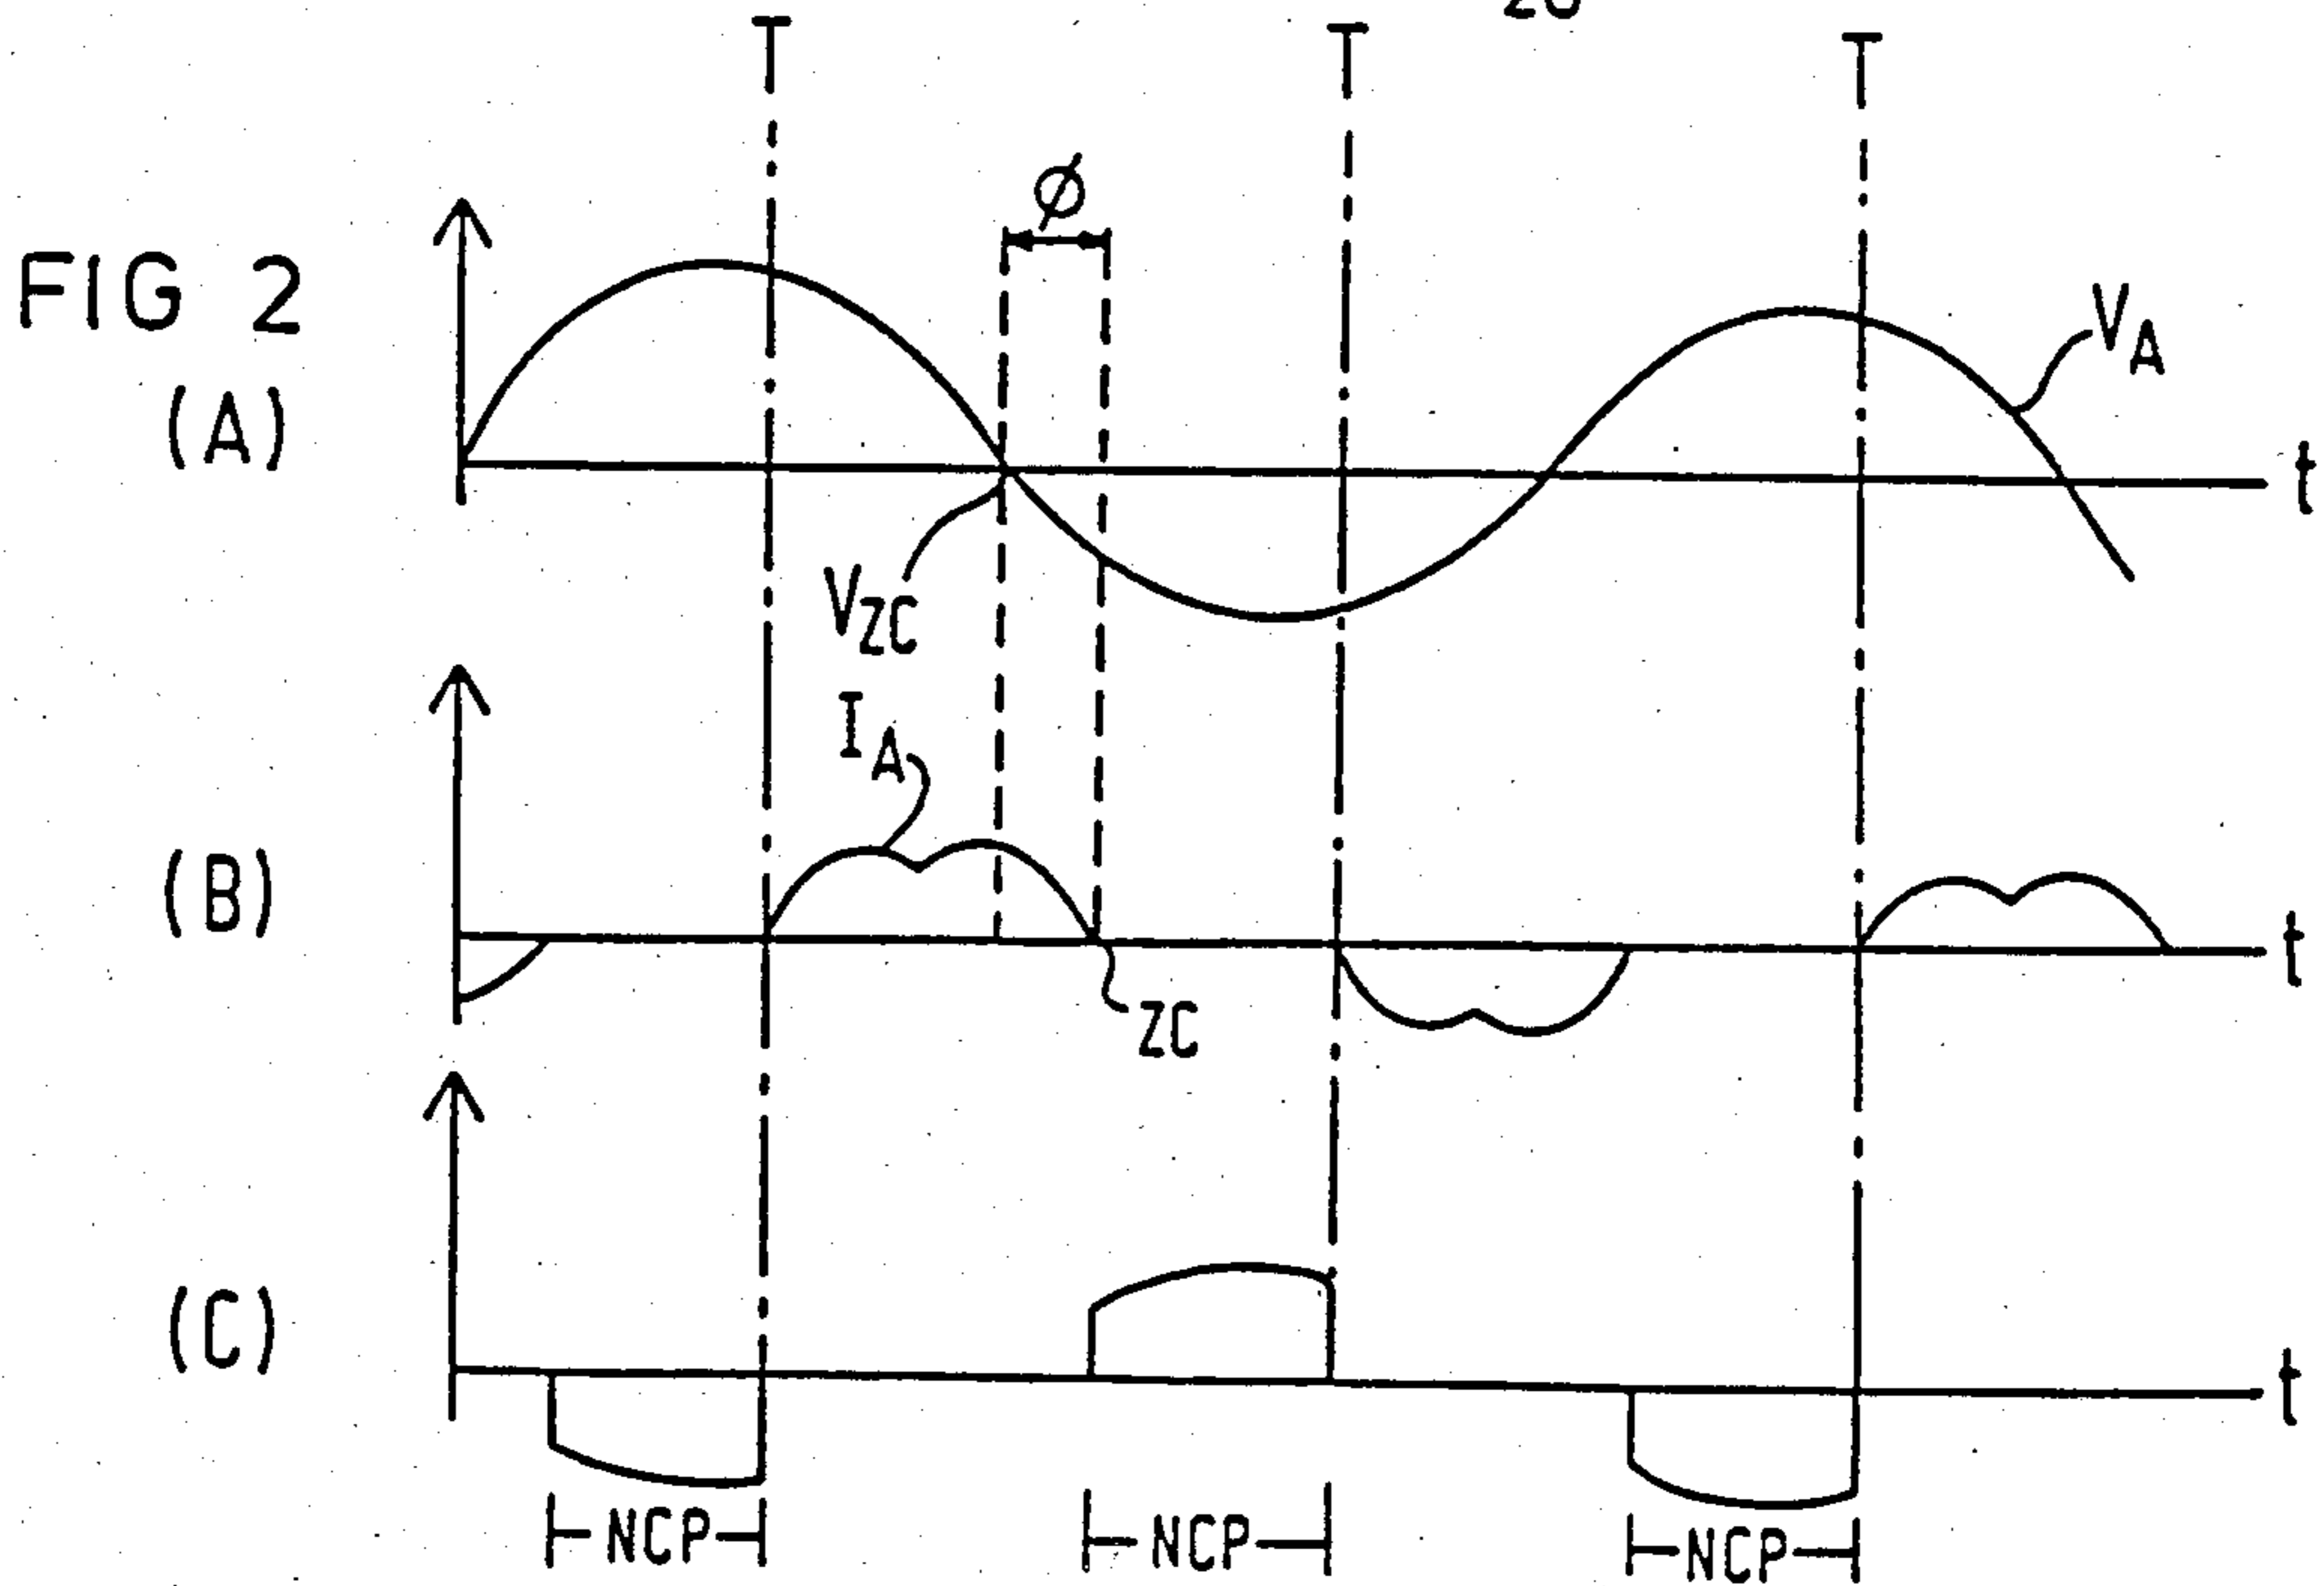 T T T
Ø
FIG 2
(A)
V_A
t
V_ZC
I_A
(B)
t
ZC
(C)
t
NCP NCP NCP